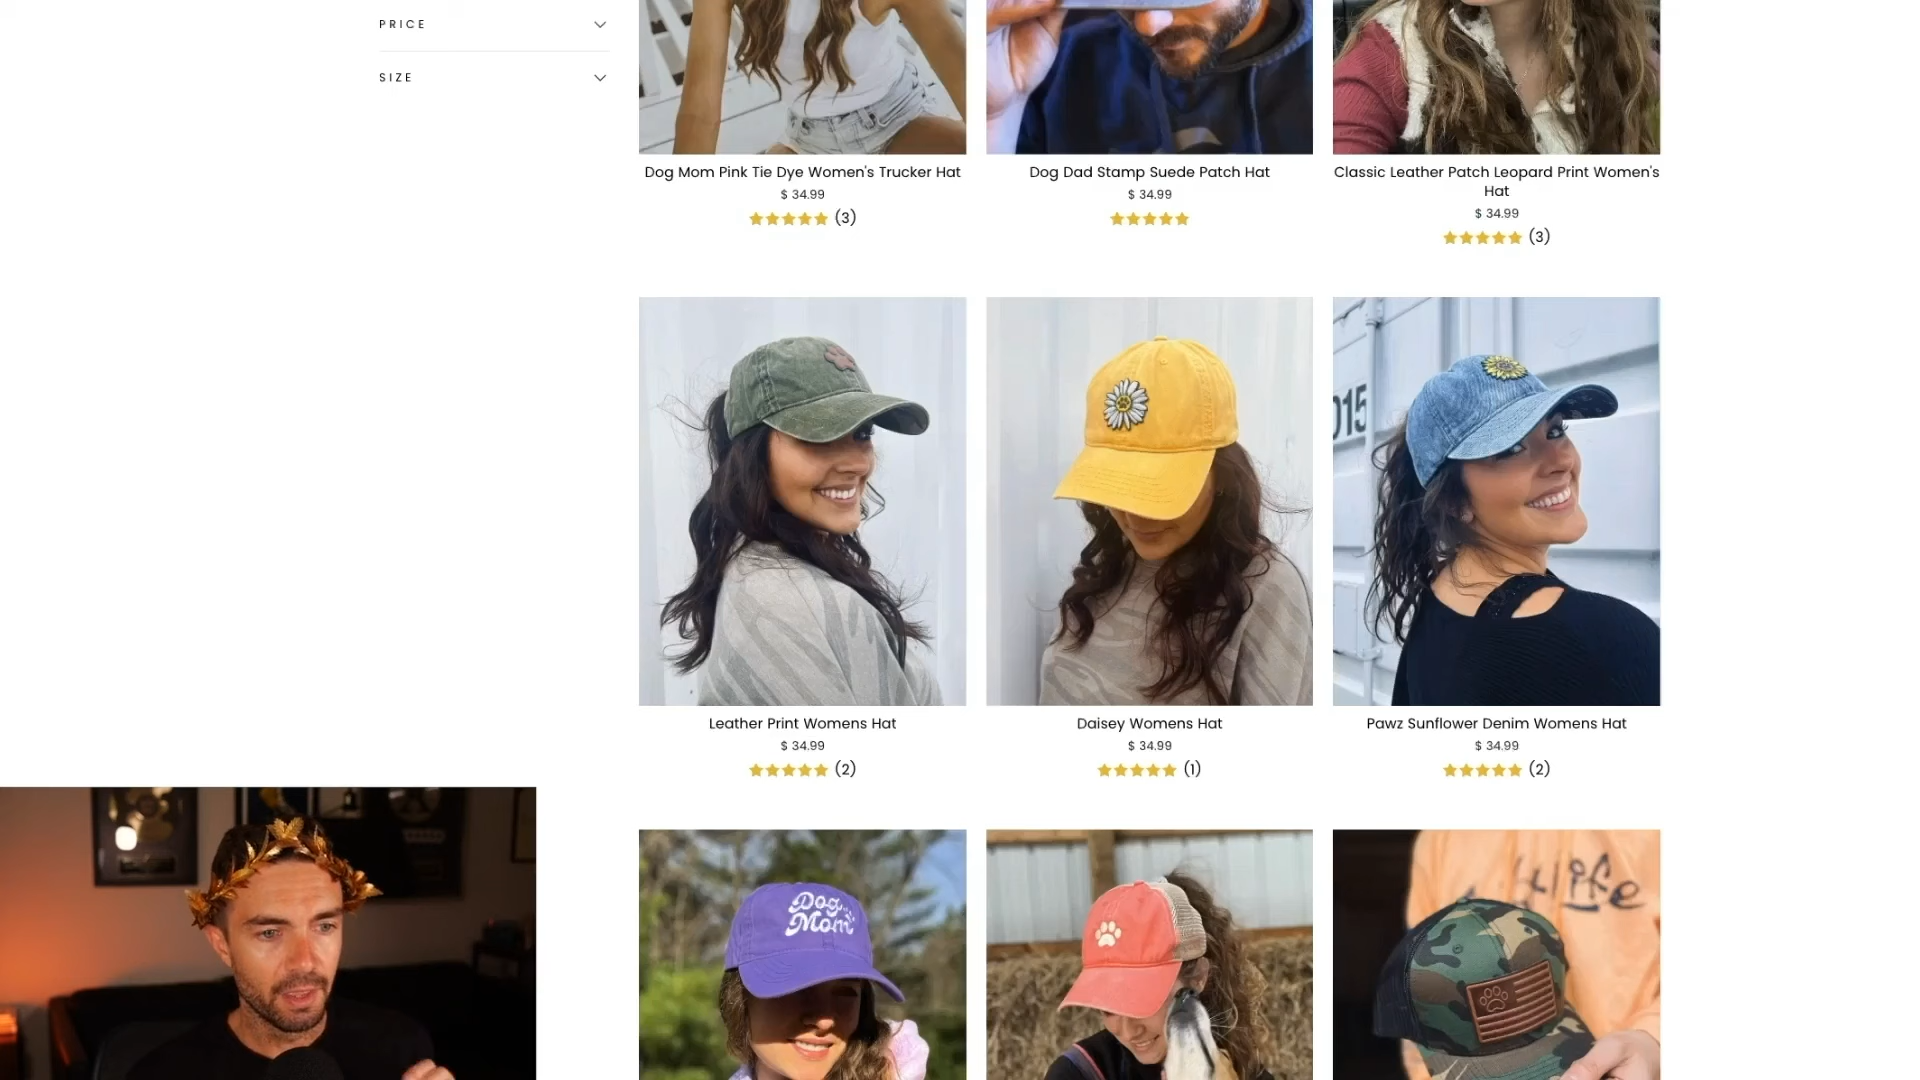 PRICE
SIZE
Dog Mom Pink Tie Dye Women's Trucker Hat
$ 34.99
(3)
Dog Dad Stamp Suede Patch Hat
$ 34.99
Classic Leather Patch Leopard Print Women's
Hat
$ 34.99
(3)
015
Leather Print Womens Hat
$ 34.99
(2)
Daisey Womens Hat
$ 34.99
(1)
Pawz Sunflower Denim Womens Hat
$ 34.99
(2)
Dog
Mom
Life